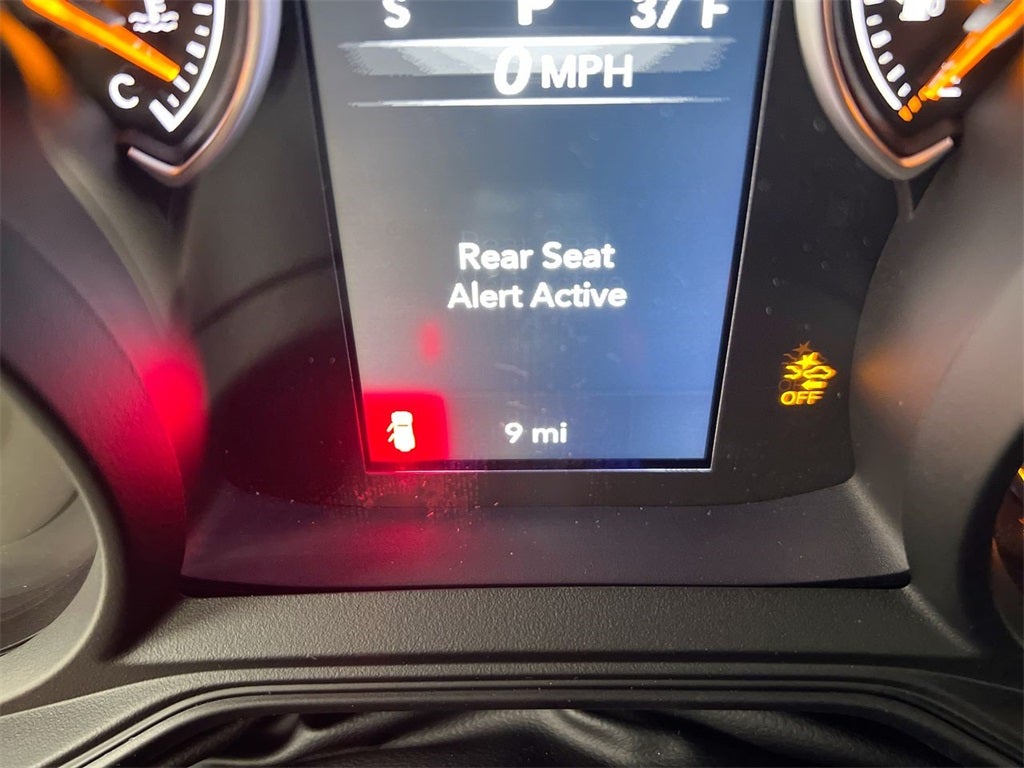 S P 37 F
0 MPH
C
Rear Seat
Alert Active
OFF
9 mi